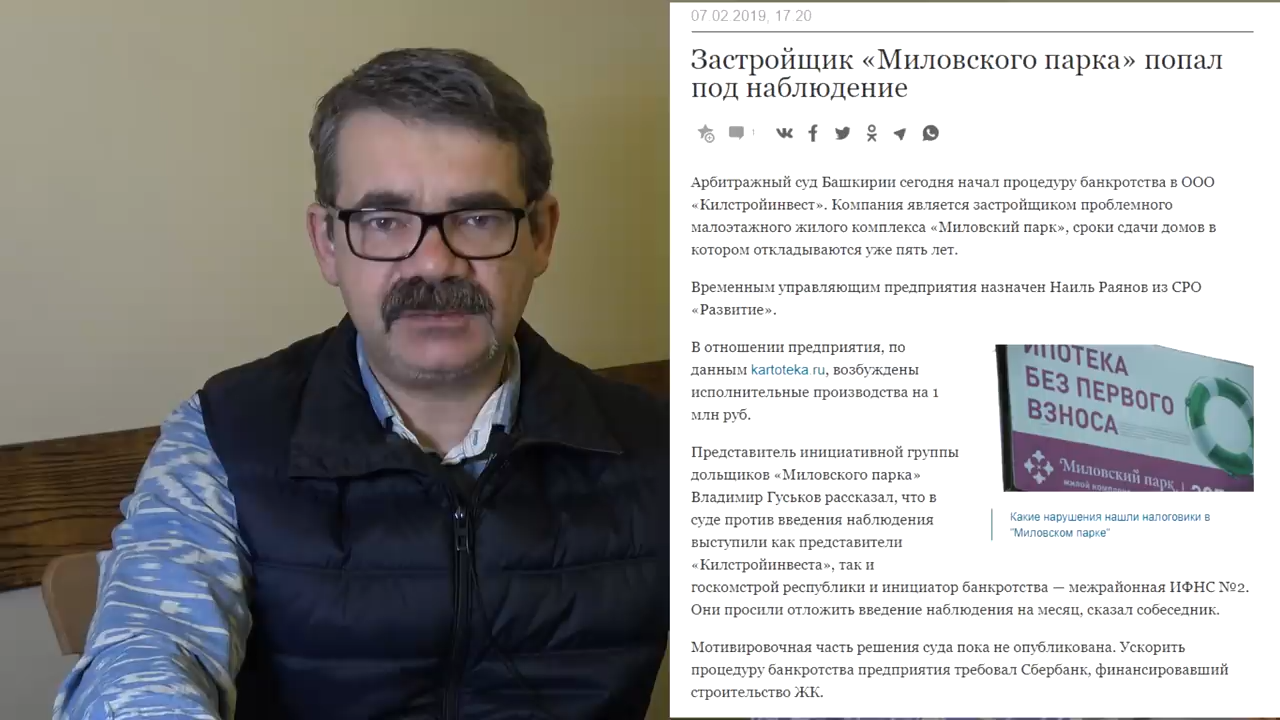 07 02 2019, 17 20
Застройщик «Миловского парка» попал
под наблюдение
1
Арбитражный суд Башкирии сегодня начал процедуру банкротства в ООО
«Килстройинвест». Компания является застройщиком проблемного
малоэтажного жилого комплекса «Миловский парк», сроки сдачи домов в
котором откладываются уже пять лет.
Временным управляющим предприятия назначен Наиль Раянов из СРО
«Развитие».
В отношении предприятия, по
данным kartoteka.ru, возбуждены
исполнительные производства на 1
млн руб.
ИПОТЕКА
БЕЗ ПЕРВОГО
ВЗНОСА
Миловский парк
Какие нарушения нашли налоговики в
"Миловском парке"
Представитель инициативной группы
дольщиков «Миловского парка»
Владимир Гуськов рассказал, что в
суде против введения наблюдения
выступили как представители
«Килстройинвеста», так и
госкомстрой республики и инициатор банкротства — межрайонная ИФНС №2.
Они просили отложить введение наблюдения на месяц, сказал собеседник.
Мотивировочная часть решения суда пока не опубликована. Ускорить
процедуру банкротства предприятия требовал Сбербанк, финансировавший
строительство ЖК.